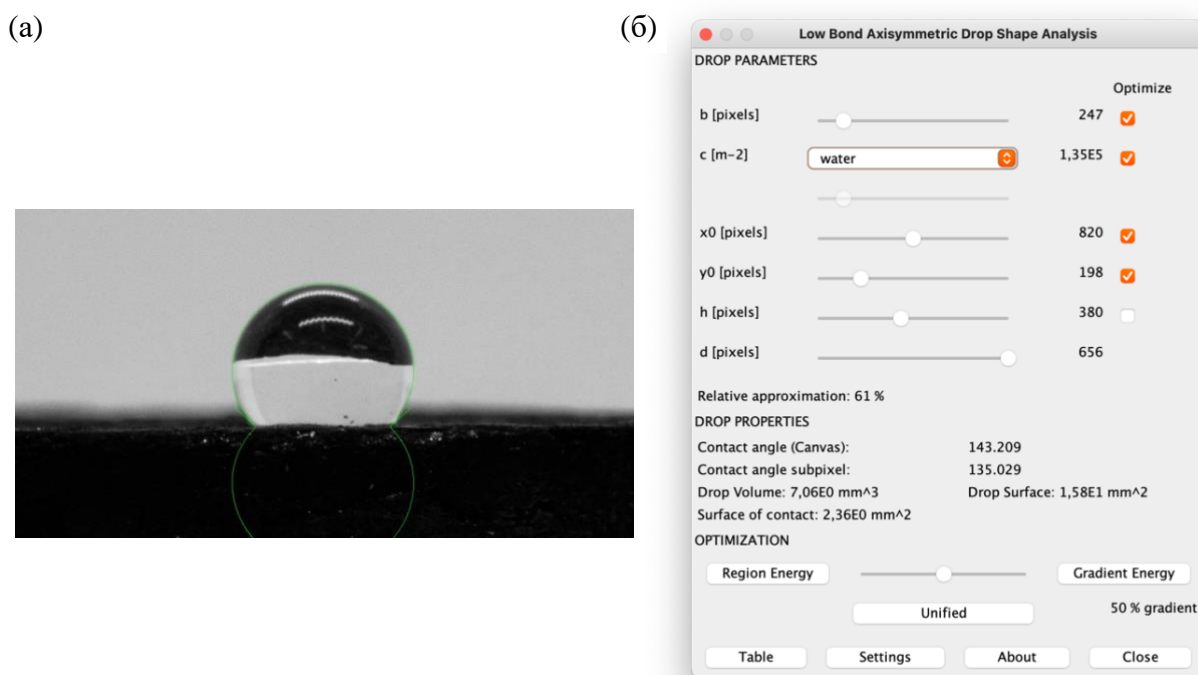 (а)
(б)
Low Bond Axisymmetric Drop Shape Analysis
DROP PARAMETERS
Optimize
b [pixels] 247
c [m-2] water 1,35E5
x0 [pixels] 820
y0 [pixels] 198
h [pixels] 380
d [pixels] 656
Relative approximation: 61 %
DROP PROPERTIES
Contact angle (Canvas): 143.209
Contact angle subpixel: 135.029
Drop Volume: 7,06E0 mm^3 Drop Surface: 1,58E1 mm^2
Surface of contact: 2,36E0 mm^2
OPTIMIZATION
Region Energy Gradient Energy
Unified 50 % gradient
Table Settings About Close